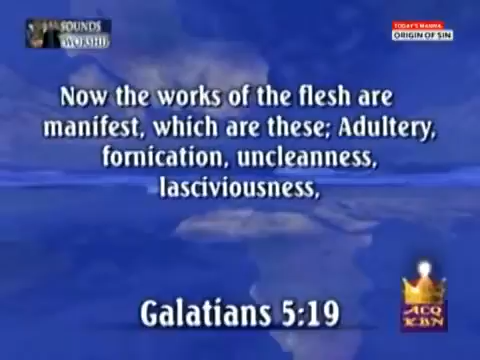 SOUNDS
WORSHIP
TODAY'S MANNA:
ORIGIN OF SIN
Now the works of the flesh are
manifest, which are these; Adultery,
fornication, uncleanness,
lasciviousness,
Galatians 5:19
ACQ
KBN